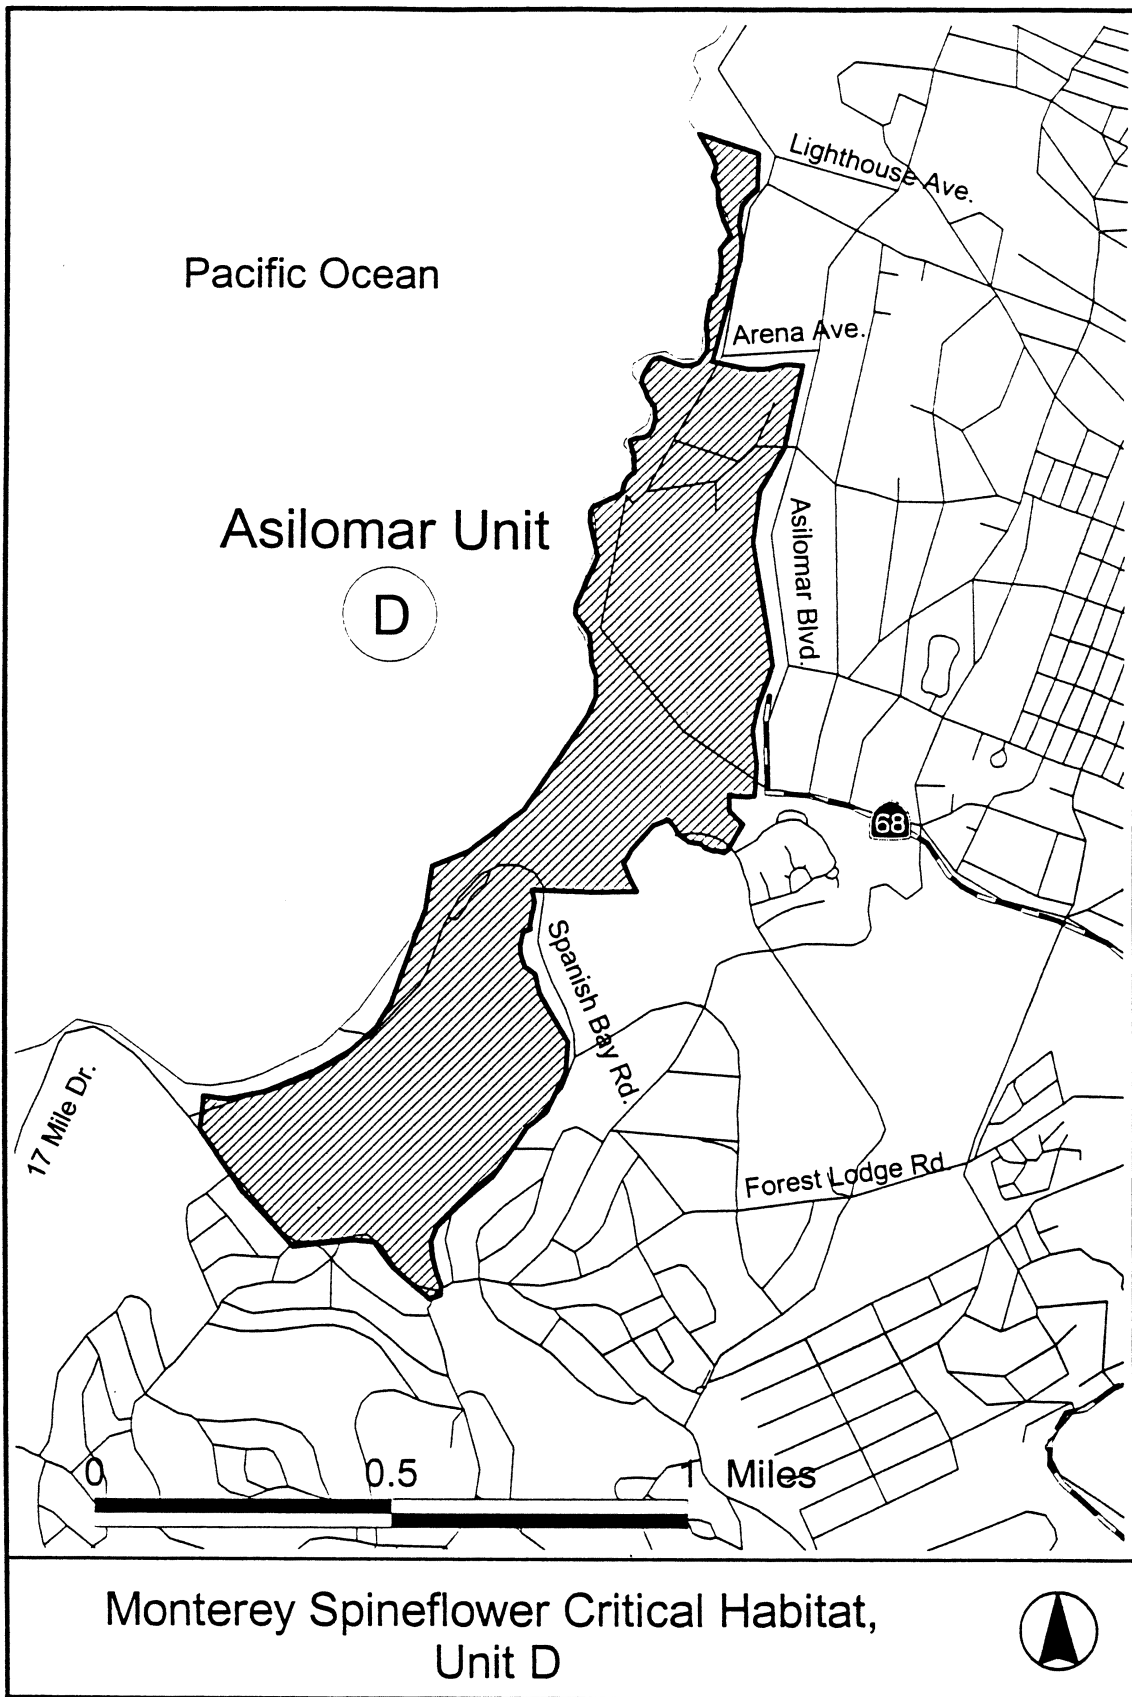 Lighthouse Ave.
Pacific Ocean
Arena Ave.
Asilomar Unit
D
Asilomar Blvd.
68
Spanish Bay Rd.
17 Mile Dr.
Forest Lodge Rd.
0 0.5 1 Miles
Monterey Spineflower Critical Habitat,
Unit D